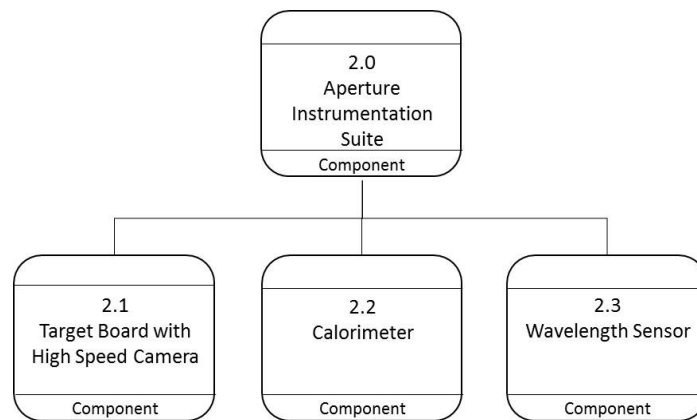 2.0
Aperture
Instrumentation
Suite
Component
2.1
Target Board with
High Speed Camera
Component
2.2
Calorimeter
Component
2.3
Wavelength Sensor
Component